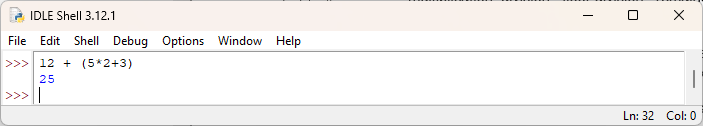 IDLE Shell 3.12.1
File Edit Shell Debug Options Window Help
>>> 12 + (5*2+3)
25
>>>
Ln: 32 Col: 0